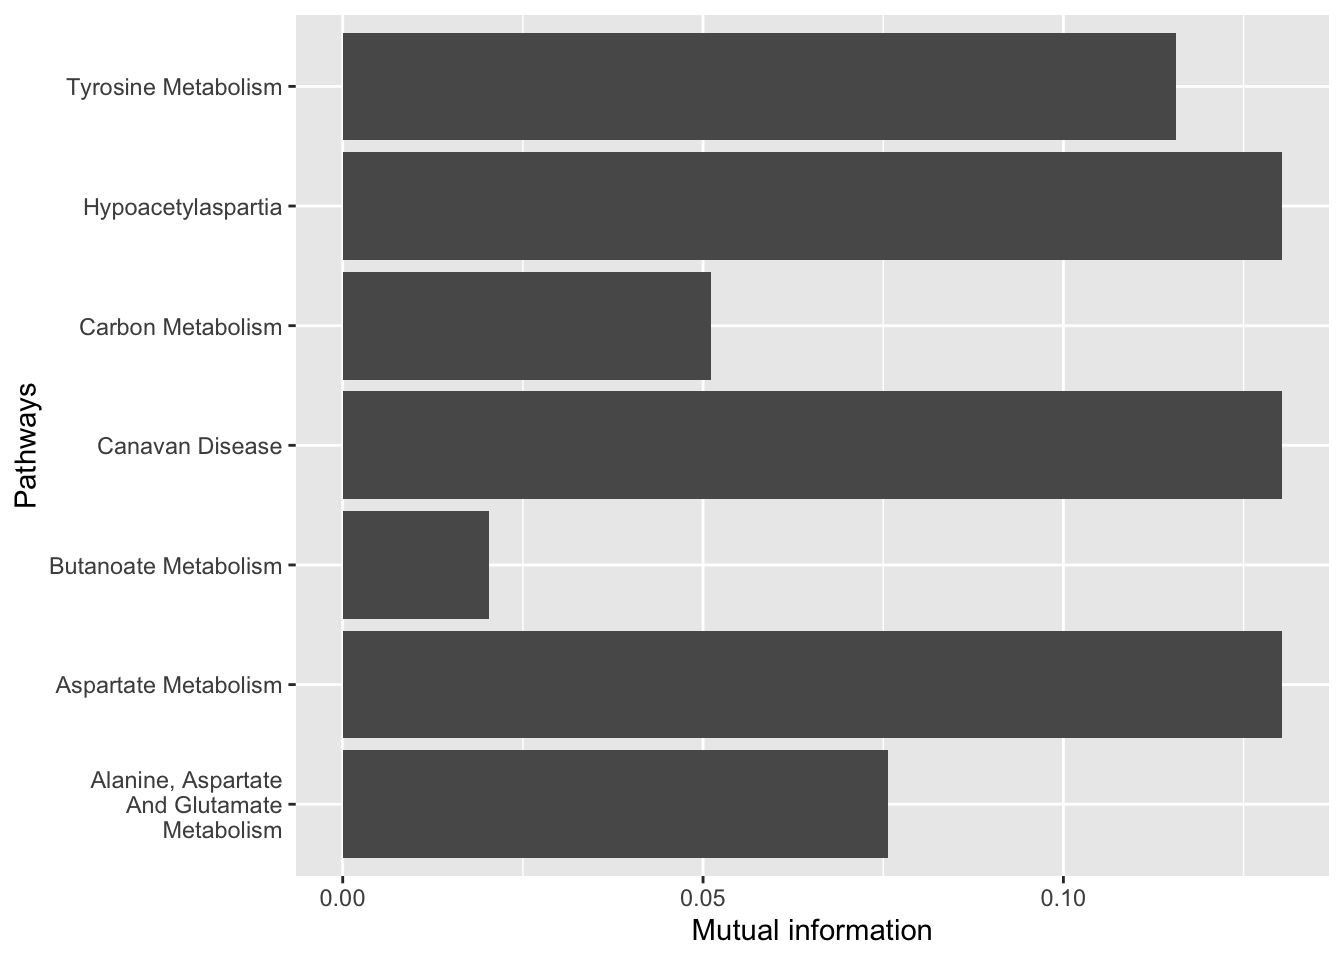 Tyrosine Metabolism
Hypoacetylaspartia
Carbon Metabolism
Canavan Disease
Butanoate Metabolism
Aspartate Metabolism
Alanine, Aspartate
And Glutamate
Metabolism
Pathways
0.00 0.05 0.10
Mutual information